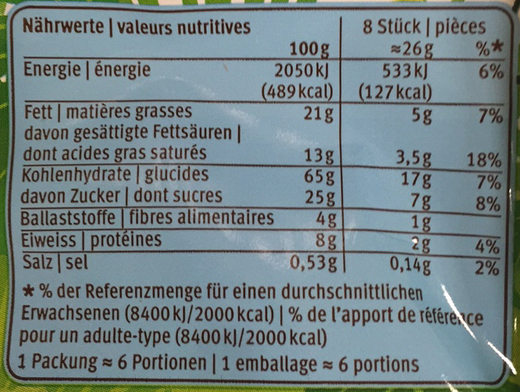 Nährwerte | valeurs nutritives 8 Stück | pièces
100g ≈26g %*
Energie | énergie 2050kJ 533kJ 6%
(489kcal) (127kcal)
Fett | matières grasses 21g 5g 7%
davon gesättigte Fettsäuren |
dont acides gras saturés 13g 3,5g 18%
Kohlenhydrate | glucides 65g 17g 7%
davon Zucker | dont sucres 25g 7g 8%
Ballaststoffe | fibres alimentaires 4g 1g
Eiweiss | protéines 8g 2g 4%
Salz | sel 0,53g 0,14g 2%
* % der Referenzmenge für einen durchschnittlichen
Erwachsenen (8400kJ/2000kcal) | % de l'apport de référence
pour un adulte-type (8400kJ/2000kcal)
1 Packung ≈ 6 Portionen | 1 emballage ≈ 6 portions